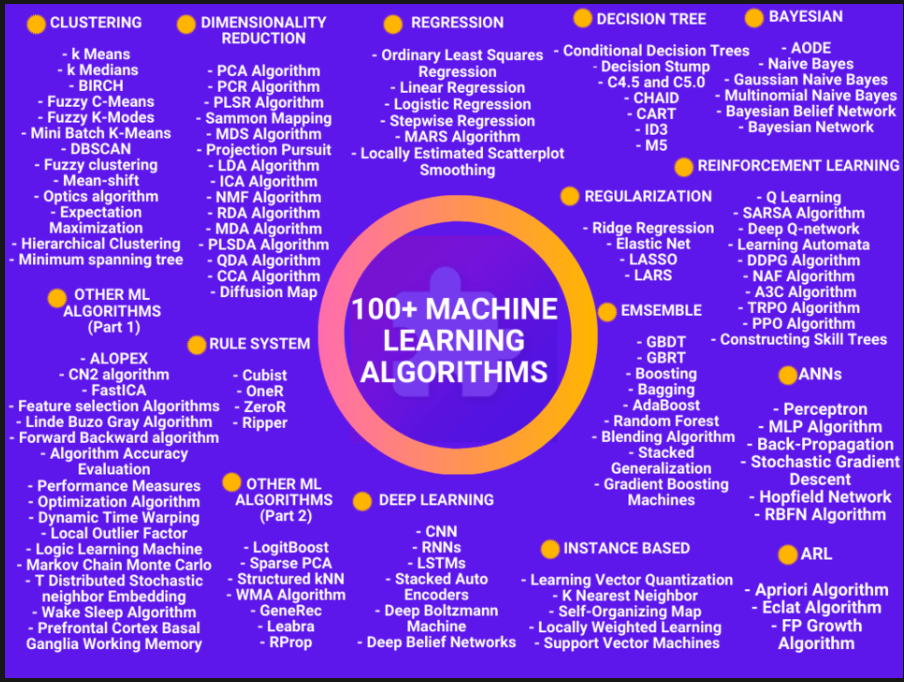 CLUSTERING
- k Means
- k Medians
- BIRCH
- Fuzzy C-Means
- Fuzzy K-Modes
- Mini Batch K-Means
- DBSCAN
- Fuzzy clustering
- Mean-shift
- Optics algorithm
- Expectation
Maximization
- Hierarchical Clustering
- Minimum spanning tree
DIMENSIONALITY
REDUCTION
- PCA Algorithm
- PCR Algorithm
- PLSR Algorithm
- Sammon Mapping
- MDS Algorithm
- Projection Pursuit
- LDA Algorithm
- ICA Algorithm
- NMF Algorithm
- RDA Algorithm
- MDA Algorithm
- PLSDA Algorithm
- QDA Algorithm
- CCA Algorithm
- Diffusion Map
REGRESSION
- Ordinary Least Squares
Regression
- Linear Regression
- Logistic Regression
- Stepwise Regression
- MARS Algorithm
- Locally Estimated Scatterplot
Smoothing
DECISION TREE
- Conditional Decision Trees
- Decision Stump
- C4.5 and C5.0
- CHAID
- CART
- ID3
- M5
BAYESIAN
- AODE
- Naive Bayes
- Gaussian Naive Bayes
- Multinomial Naive Bayes
- Bayesian Belief Network
- Bayesian Network
REINFORCEMENT LEARNING
- Q Learning
- SARSA Algorithm
- Deep Q-network
- Learning Automata
- DDPG Algorithm
- NAF Algorithm
- A3C Algorithm
- TRPO Algorithm
- PPO Algorithm
- Constructing Skill Trees
REGULARIZATION
- Ridge Regression
- Elastic Net
- LASSO
- LARS
100+ MACHINE
LEARNING
ALGORITHMS
OTHER ML
ALGORITHMS
(Part 1)
- ALOPEX
- CN2 algorithm
- FastICA
- Feature selection Algorithms
- Linde Buzo Gray Algorithm
- Forward Backward algorithm
- Algorithm Accuracy
Evaluation
- Performance Measures
- Optimization Algorithm
- Dynamic Time Warping
- Local Outlier Factor
- Logic Learning Machine
- Markov Chain Monte Carlo
- T Distributed Stochastic
neighbor Embedding
- Wake Sleep Algorithm
- Prefrontal Cortex Basal
Ganglia Working Memory
RULE SYSTEM
- Cubist
- OneR
- ZeroR
- Ripper
EMSEMBLE
- GBDT
- GBRT
- Boosting
- Bagging
- AdaBoost
- Random Forest
- Blending Algorithm
- Stacked
Generalization
- Gradient Boosting
Machines
ANNs
- Perceptron
- MLP Algorithm
- Back-Propagation
- Stochastic Gradient
Descent
- Hopfield Network
- RBFN Algorithm
OTHER ML
ALGORITHMS
(Part 2)
- LogitBoost
- Sparse PCA
- Structured kNN
- WMA Algorithm
- GeneRec
- Leabra
- RProp
DEEP LEARNING
- CNN
- RNNs
- LSTMs
- Stacked Auto
Encoders
- Deep Boltzmann
Machine
- Deep Belief Networks
INSTANCE BASED
- Learning Vector Quantization
- K Nearest Neighbor
- Self-Organizing Map
- Locally Weighted Learning
- Support Vector Machines
ARL
- Apriori Algorithm
- Eclat Algorithm
- FP Growth
Algorithm